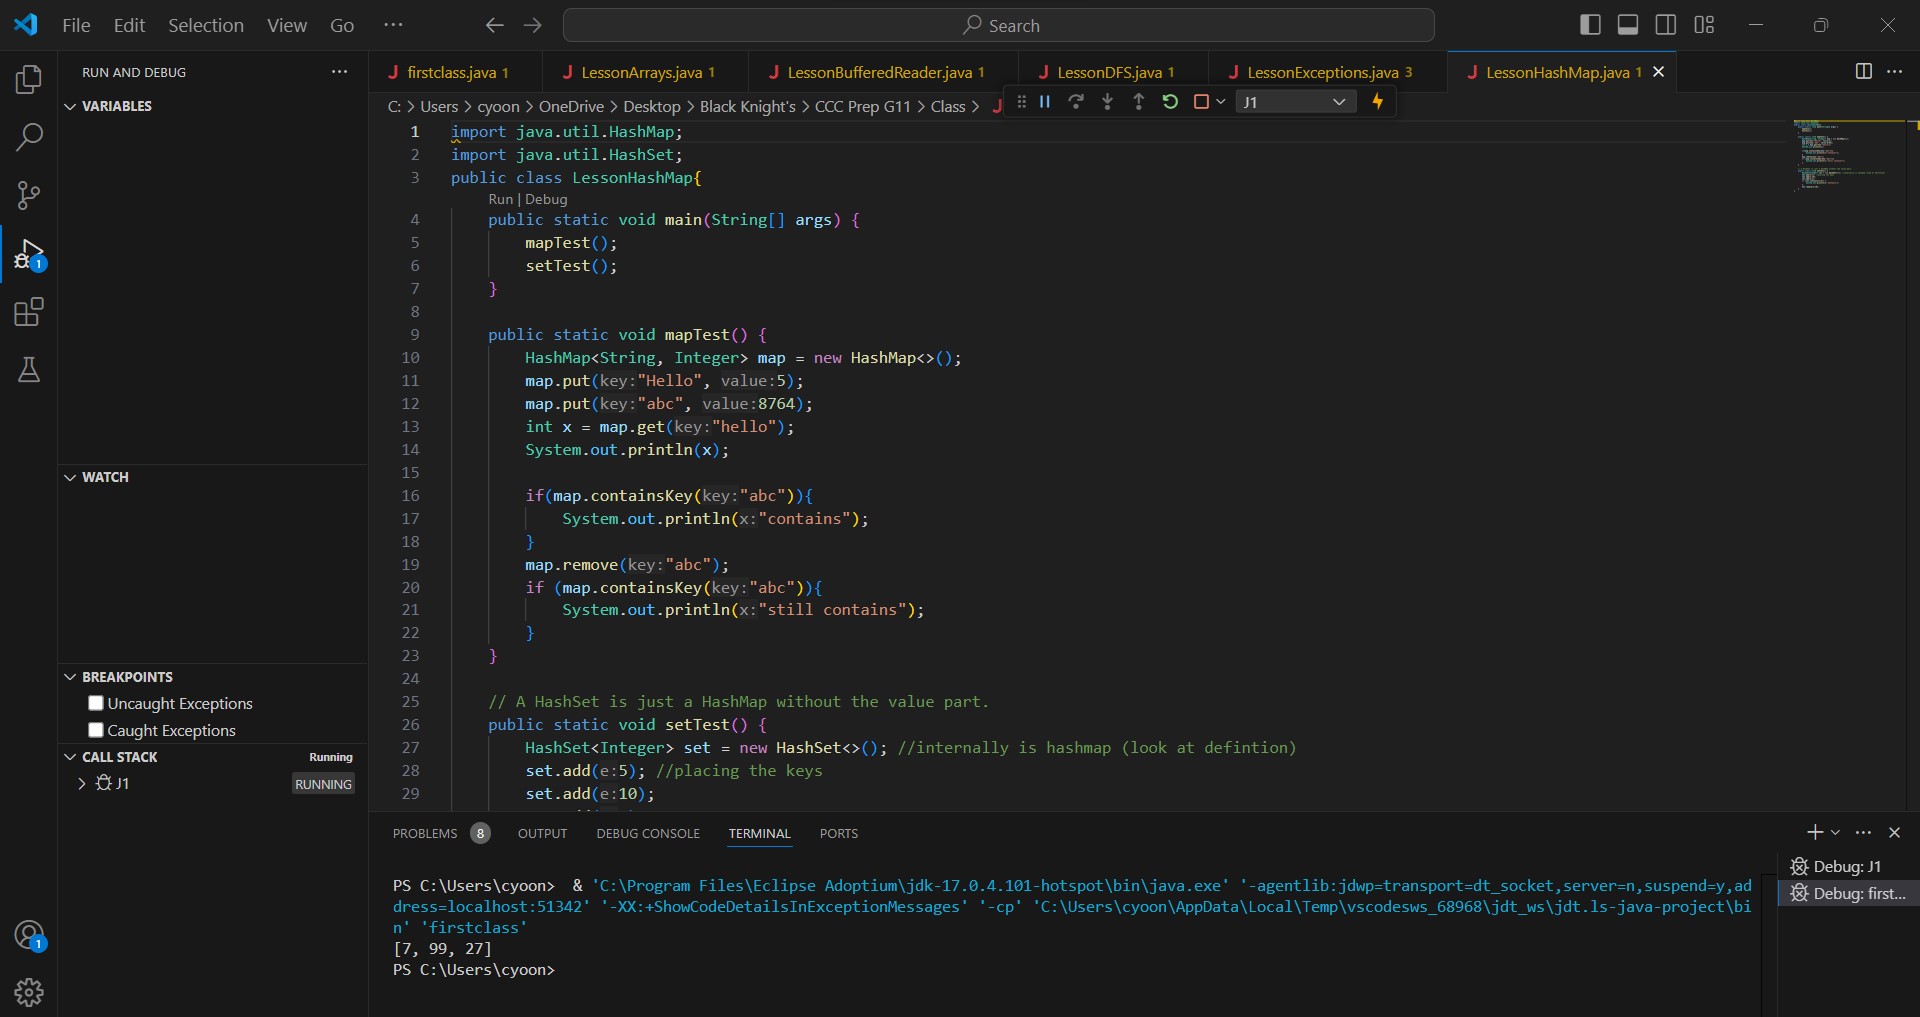 File Edit Selection View Go ··· Search
RUN AND DEBUG ···
firstclass.java 1 LessonArrays.java 1 LessonBufferedReader.java 1 LessonDFS.java 1 LessonExceptions.java 3 LessonHashMap.java 1
C: > Users > cyoon > OneDrive > Desktop > Black Knight's > CCC Prep G11 > Class >
J1
VARIABLES
WATCH
BREAKPOINTS
Uncaught Exceptions
Caught Exceptions
CALL STACK Running
J1 RUNNING
1
1
1 import java.util.HashMap;
2 import java.util.HashSet;
3 public class LessonHashMap{
Run | Debug
4 public static void main(String[] args) {
5 mapTest();
6 setTest();
7 }
8
9 public static void mapTest() {
10 HashMap<String, Integer> map = new HashMap<>();
11 map.put(key:"Hello", value:5);
12 map.put(key:"abc", value:8764);
13 int x = map.get(key:"hello");
14 System.out.println(x);
15
16 if(map.containsKey(key:"abc")){
17 System.out.println(x:"contains");
18 }
19 map.remove(key:"abc");
20 if (map.containsKey(key:"abc")){
21 System.out.println(x:"still contains");
22 }
23 }
24
25 // A HashSet is just a HashMap without the value part.
26 public static void setTest() {
27 HashSet<Integer> set = new HashSet<>(); //internally is hashmap (look at defintion)
28 set.add(e:5); //placing the keys
29 set.add(e:10);
PROBLEMS 8 OUTPUT DEBUG CONSOLE TERMINAL PORTS
PS C:\Users\cyoon>  & 'C:\Program Files\Eclipse Adoptium\jdk-17.0.4.101-hotspot\bin\java.exe' '-agentlib:jdwp=transport=dt_socket,server=n,suspend=y,ad
dress=localhost:51342' '-XX:+ShowCodeDetailsInExceptionMessages' '-cp' 'C:\Users\cyoon\AppData\Local\Temp\vscodesws_68968\jdt_ws\jdt.ls-java-project\bi
n' 'firstclass'
[7, 99, 27]
PS C:\Users\cyoon>
Debug: J1
Debug: first...